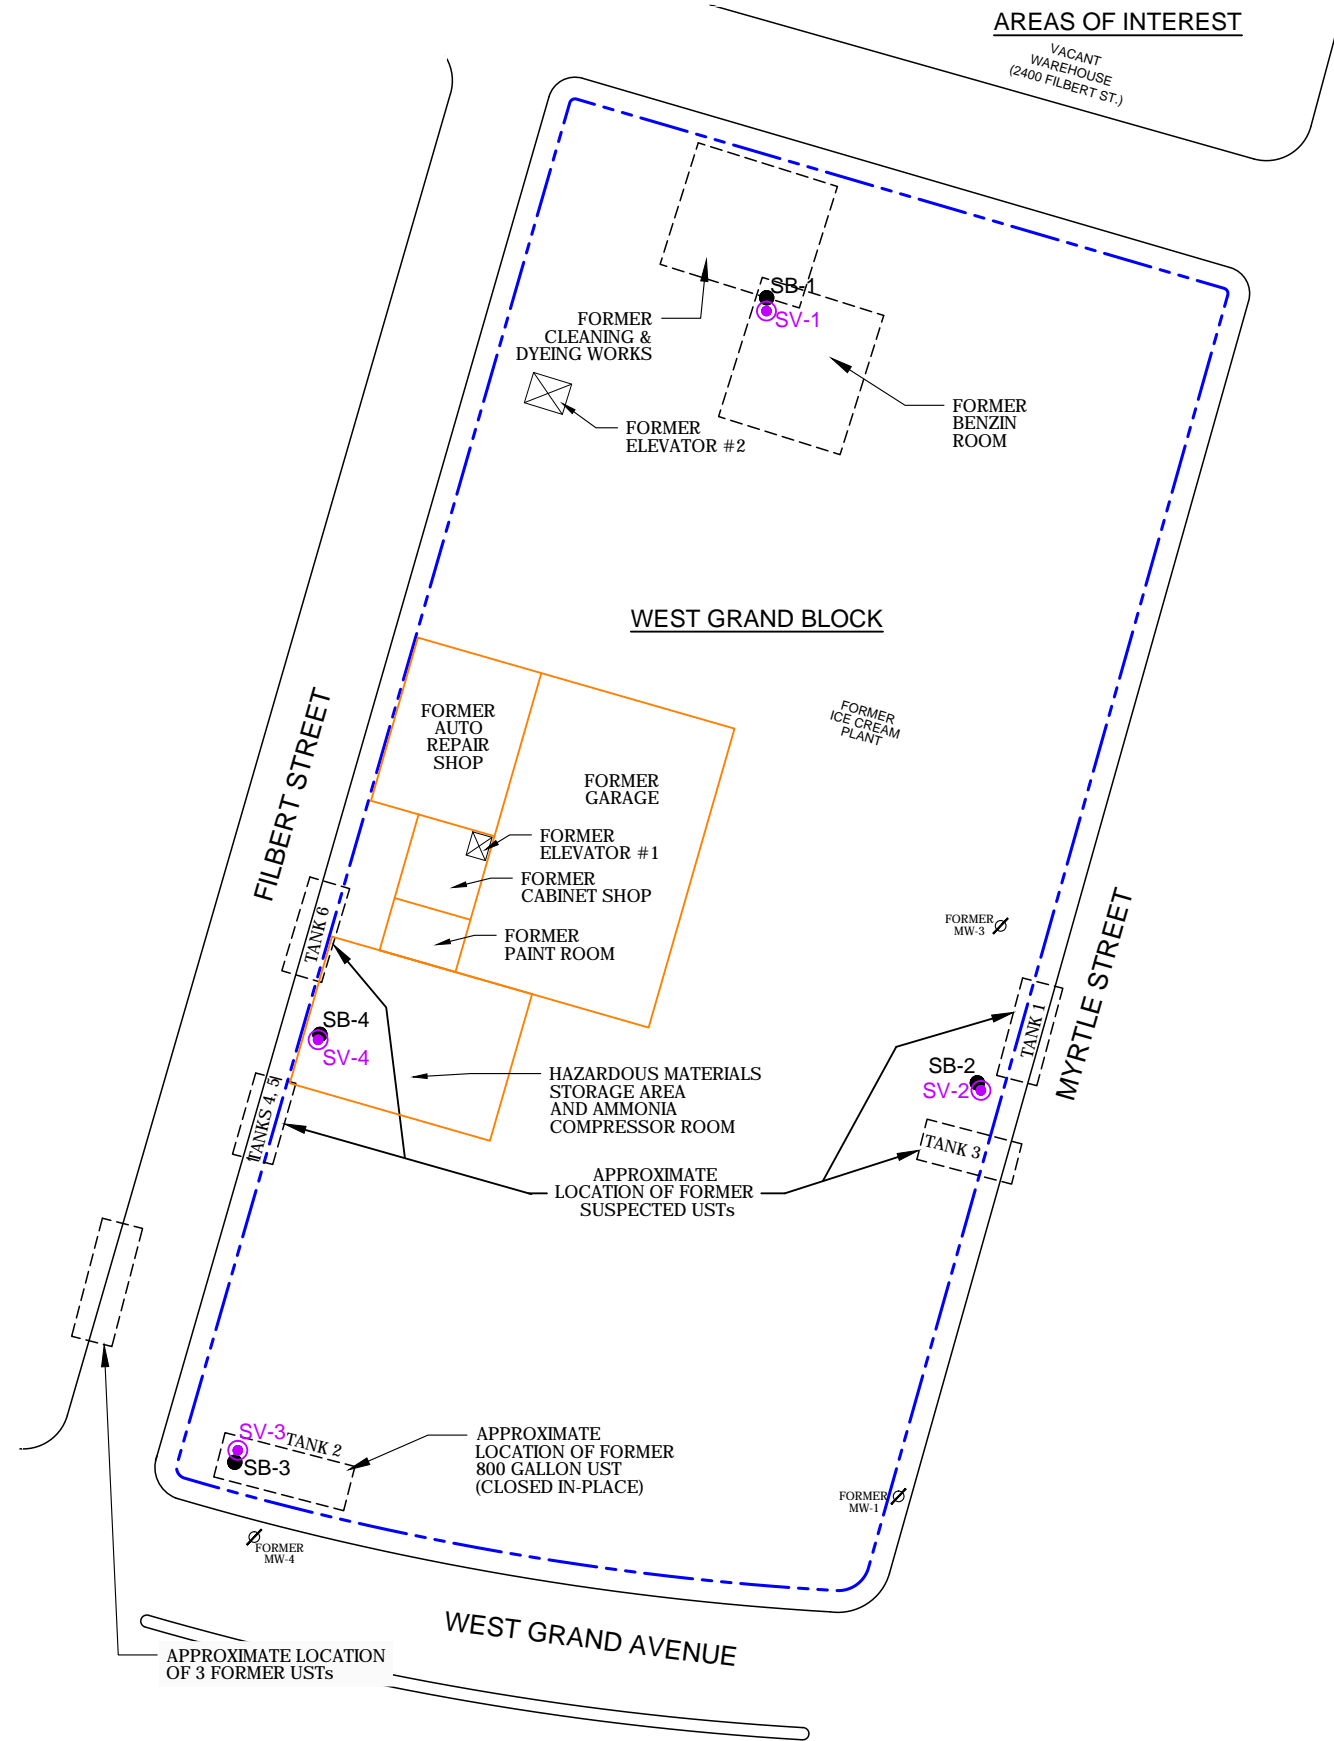 AREAS OF INTEREST
VACANT
WAREHOUSE
(2400 FILBERT ST.)
SB-1
SV-1
FORMER
CLEANING &
DYEING WORKS
FORMER
BENZIN
ROOM
FORMER
ELEVATOR #2
WEST GRAND BLOCK
FORMER
ICE CREAM
PLANT
FILBERT STREET
FORMER
AUTO
REPAIR
SHOP
FORMER
GARAGE
FORMER
ELEVATOR #1
FORMER
CABINET SHOP
FORMER
PAINT ROOM
TANK 6
FORMER
MW-3
MYRTLE STREET
TANK 1
SB-4
SV-4
SB-2
SV-2
HAZARDOUS MATERIALS
STORAGE AREA
AND AMMONIA
COMPRESSOR ROOM
TANKS 4, 5
TANK 3
APPROXIMATE
LOCATION OF FORMER
SUSPECTED USTs
SV-3
TANK 2
SB-3
APPROXIMATE
LOCATION OF FORMER
800 GALLON UST
(CLOSED IN-PLACE)
FORMER
MW-1
FORMER
MW-4
WEST GRAND AVENUE
APPROXIMATE LOCATION
OF 3 FORMER USTs